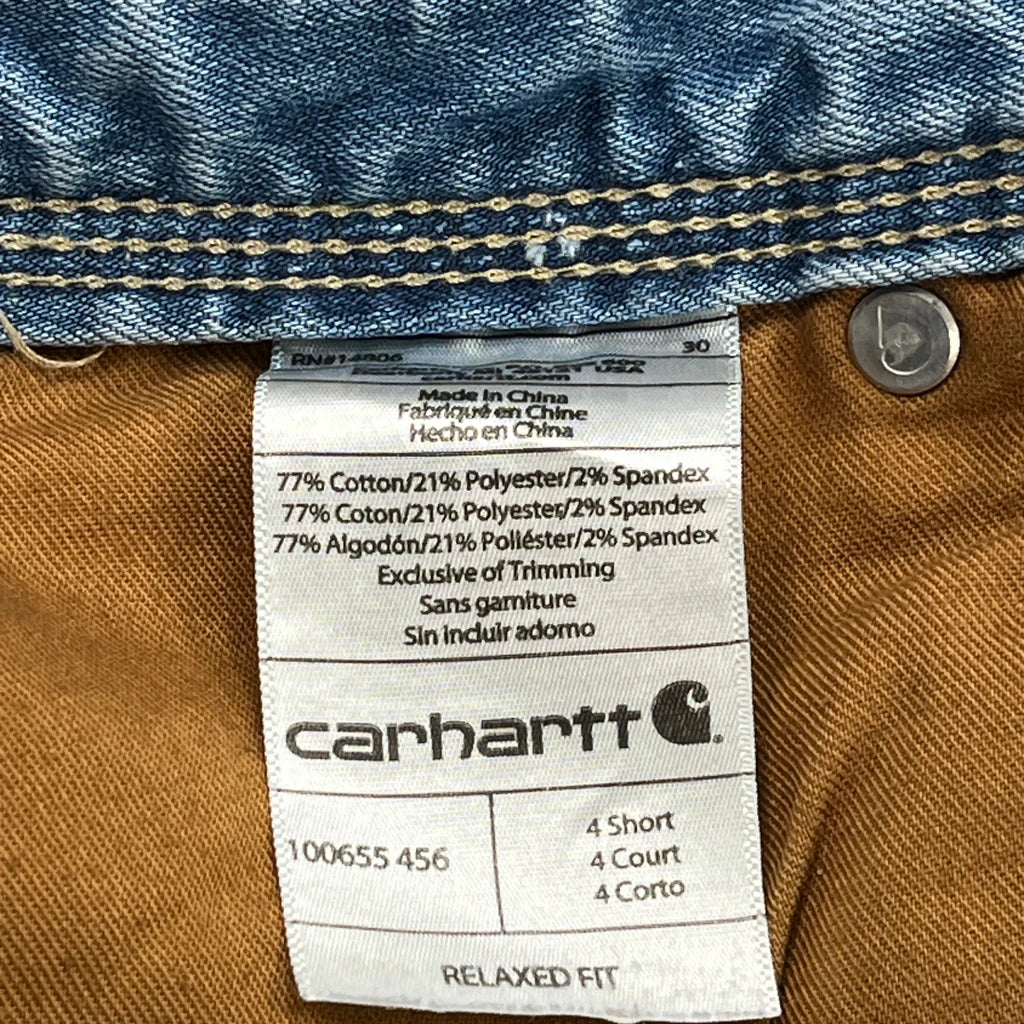 RN#14806 30
Made in China
Fabriqué en Chine
Hecho en China
77% Cotton/21% Polyester/2% Spandex
77% Coton/21% Polyester/2% Spandex
77% Algodón/21% Poliéster/2% Spandex
Exclusive of Trimming
Sans garniture
Sin incluir adorno
carhartt
100655 456
4 Short
4 Court
4 Corto
RELAXED FIT